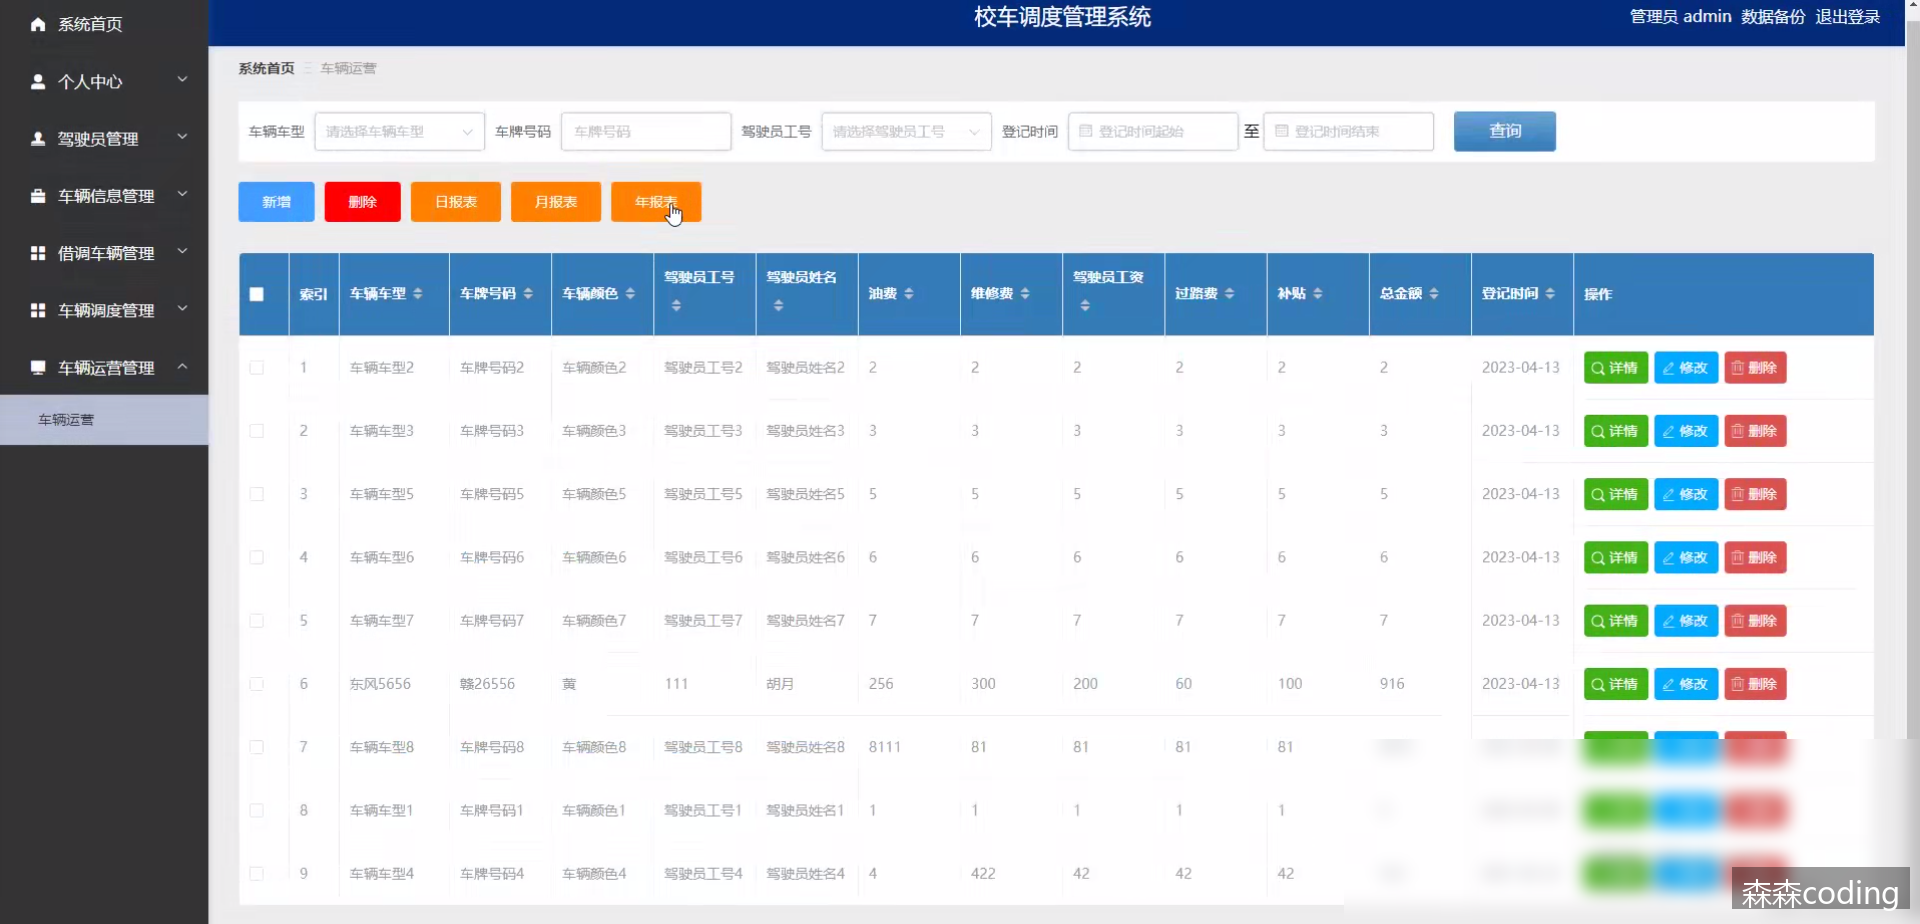 校车调度管理系统
管理员 admin 数据备份 退出登录
系统首页
个人中心
驾驶员管理
车辆信息管理
借调车辆管理
车辆调度管理
车辆运营管理
车辆运营
系统首页 车辆运营
车辆车型 请选择车辆车型 车牌号码 车牌号码 驾驶员工号 请选择驾驶员工号 登记时间 登记时间起始 至 登记时间结束 查询
新增 删除 日报表 月报表 年报表
索引 车辆车型 车牌号码 车辆颜色 驾驶员工号 驾驶员姓名 油费 维修费 驾驶员工资 过路费 补贴 总金额 登记时间 操作
1 车辆车型2 车牌号码2 车辆颜色2 驾驶员工号2 驾驶员姓名2 2 2 2 2 2 2 2023-04-13 详情 修改 删除
2 车辆车型3 车牌号码3 车辆颜色3 驾驶员工号3 驾驶员姓名3 3 3 3 3 3 3 2023-04-13 详情 修改 删除
3 车辆车型5 车牌号码5 车辆颜色5 驾驶员工号5 驾驶员姓名5 5 5 5 5 5 5 2023-04-13 详情 修改 删除
4 车辆车型6 车牌号码6 车辆颜色6 驾驶员工号6 驾驶员姓名6 6 6 6 6 6 6 2023-04-13 详情 修改 删除
5 车辆车型7 车牌号码7 车辆颜色7 驾驶员工号7 驾驶员姓名7 7 7 7 7 7 7 2023-04-13 详情 修改 删除
6 东风5656 赣26556 黄 111 胡月 256 300 200 60 100 916 2023-04-13 详情 修改 删除
7 车辆车型8 车牌号码8 车辆颜色8 驾驶员工号8 驾驶员姓名8 8111 81 81 81 81
8 车辆车型1 车牌号码1 车辆颜色1 驾驶员工号1 驾驶员姓名1 1 1 1 1 1
9 车辆车型4 车牌号码4 车辆颜色4 驾驶员工号4 驾驶员姓名4 4 422 42 42 42
森森coding